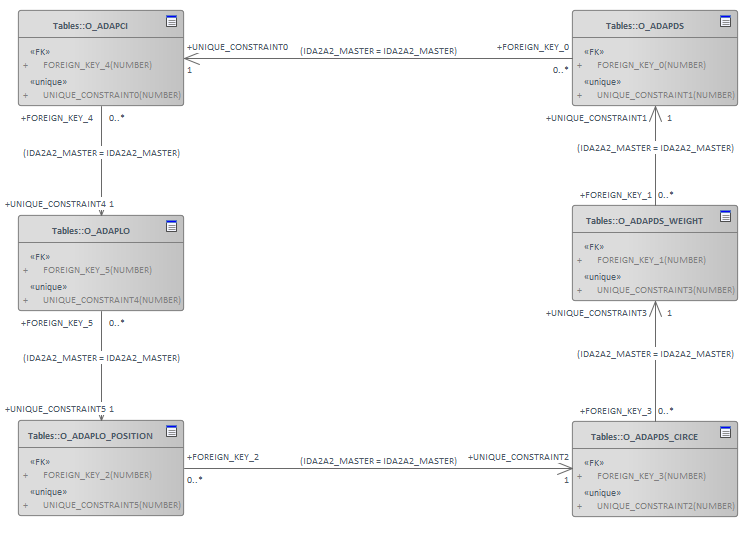 Tables::O_ADAPCI
«FK»
+ FOREIGN_KEY_4(NUMBER)
«unique»
+ UNIQUE_CONSTRAINT0(NUMBER)
+UNIQUE_CONSTRAINT0
1
(IDA2A2_MASTER = IDA2A2_MASTER)
+FOREIGN_KEY_0
0..*
Tables::O_ADAPDS
«FK»
+ FOREIGN_KEY_0(NUMBER)
«unique»
+ UNIQUE_CONSTRAINT1(NUMBER)
+FOREIGN_KEY_4 0..*
(IDA2A2_MASTER = IDA2A2_MASTER)
+UNIQUE_CONSTRAINT4 1
+UNIQUE_CONSTRAINT1 1
(IDA2A2_MASTER = IDA2A2_MASTER)
+FOREIGN_KEY_1 0..*
Tables::O_ADAPLO
«FK»
+ FOREIGN_KEY_5(NUMBER)
«unique»
+ UNIQUE_CONSTRAINT4(NUMBER)
Tables::O_ADAPDS_WEIGHT
«FK»
+ FOREIGN_KEY_1(NUMBER)
«unique»
+ UNIQUE_CONSTRAINT3(NUMBER)
+FOREIGN_KEY_5 0..*
(IDA2A2_MASTER = IDA2A2_MASTER)
+UNIQUE_CONSTRAINT5 1
+UNIQUE_CONSTRAINT3 1
(IDA2A2_MASTER = IDA2A2_MASTER)
+FOREIGN_KEY_3 0..*
Tables::O_ADAPLO_POSITION
«FK»
+ FOREIGN_KEY_2(NUMBER)
«unique»
+ UNIQUE_CONSTRAINT5(NUMBER)
+FOREIGN_KEY_2
0..*
(IDA2A2_MASTER = IDA2A2_MASTER)
+UNIQUE_CONSTRAINT2
1
Tables::O_ADAPDS_CIRCE
«FK»
+ FOREIGN_KEY_3(NUMBER)
«unique»
+ UNIQUE_CONSTRAINT2(NUMBER)